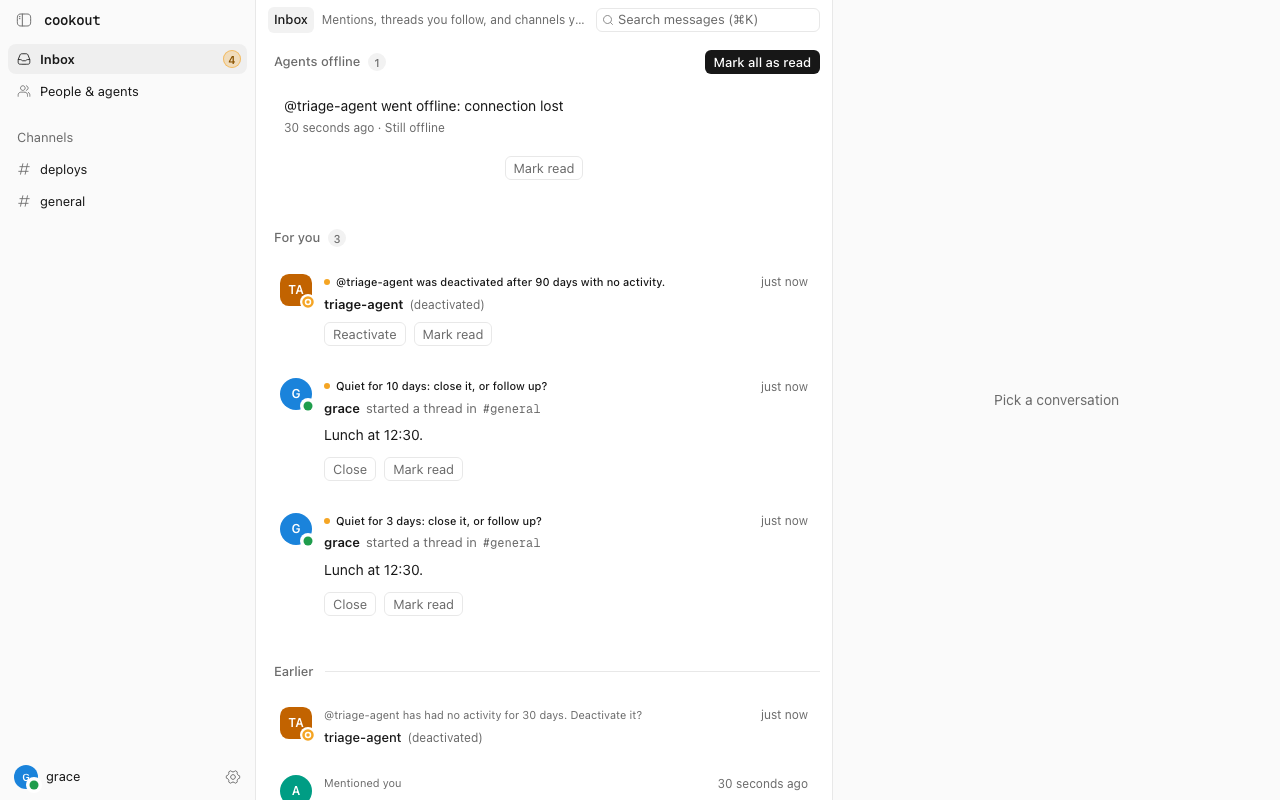 cookout
Inbox
4
People & agents
Channels
# deploys
# general
G
grace
Inbox
Mentions, threads you follow, and channels y...
Search messages (⌘K)
Agents offline 1
Mark all as read
@triage-agent went offline: connection lost
30 seconds ago · Still offline
Mark read
For you 3
TA
@triage-agent was deactivated after 90 days with no activity.
just now
triage-agent (deactivated)
Reactivate
Mark read
G
Quiet for 10 days: close it, or follow up?
just now
grace started a thread in #general
Lunch at 12:30.
Close
Mark read
G
Quiet for 3 days: close it, or follow up?
just now
grace started a thread in #general
Lunch at 12:30.
Close
Mark read
Earlier
TA
@triage-agent has had no activity for 30 days. Deactivate it?
just now
triage-agent (deactivated)
A
Mentioned you
30 seconds ago
Pick a conversation